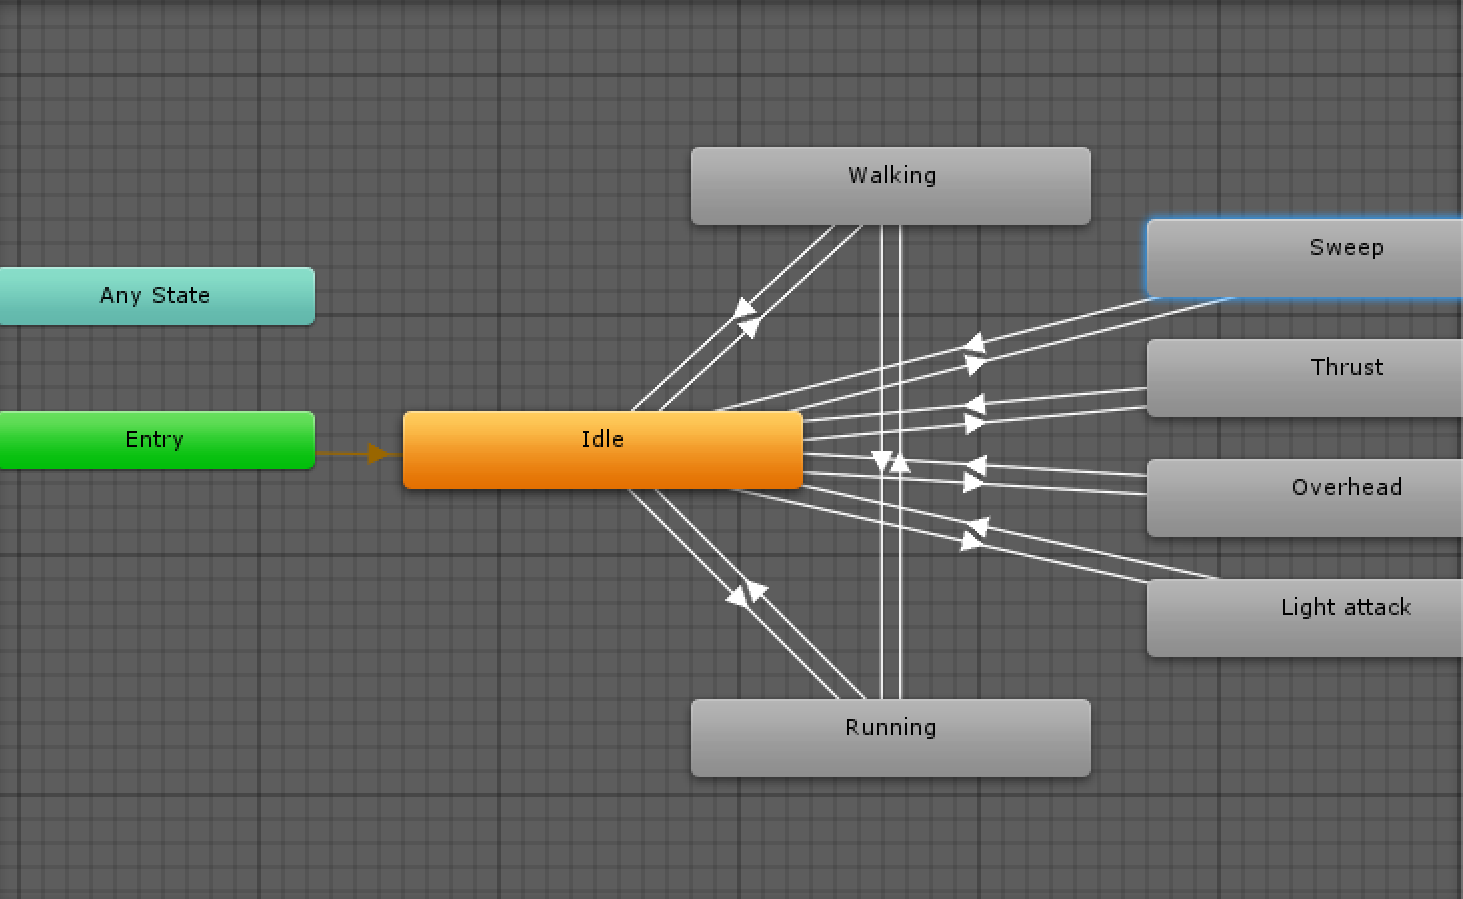 Walking
Sweep
Any State
Thrust
Entry
Idle
Overhead
Light attack
Running